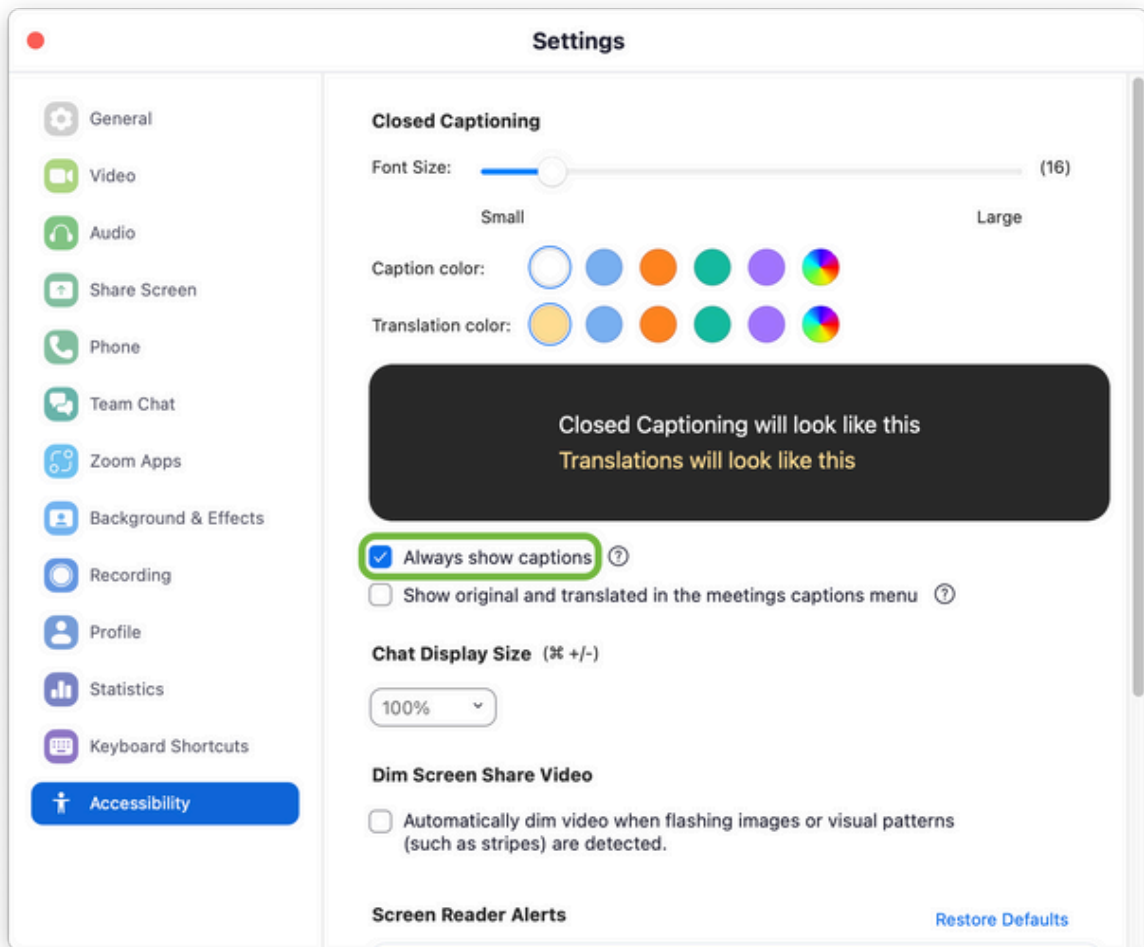 Settings
General
Video
Audio
Share Screen
Phone
Team Chat
Zoom Apps
Background & Effects
Recording
Profile
Statistics
Keyboard Shortcuts
Accessibility
Closed Captioning
Font Size: (16)
Small Large
Caption color:
Translation color:
Closed Captioning will look like this
Translations will look like this
Always show captions ?
Show original and translated in the meetings captions menu ?
Chat Display Size (⌘ +/-)
100%
Dim Screen Share Video
Automatically dim video when flashing images or visual patterns
(such as stripes) are detected.
Screen Reader Alerts
Restore Defaults